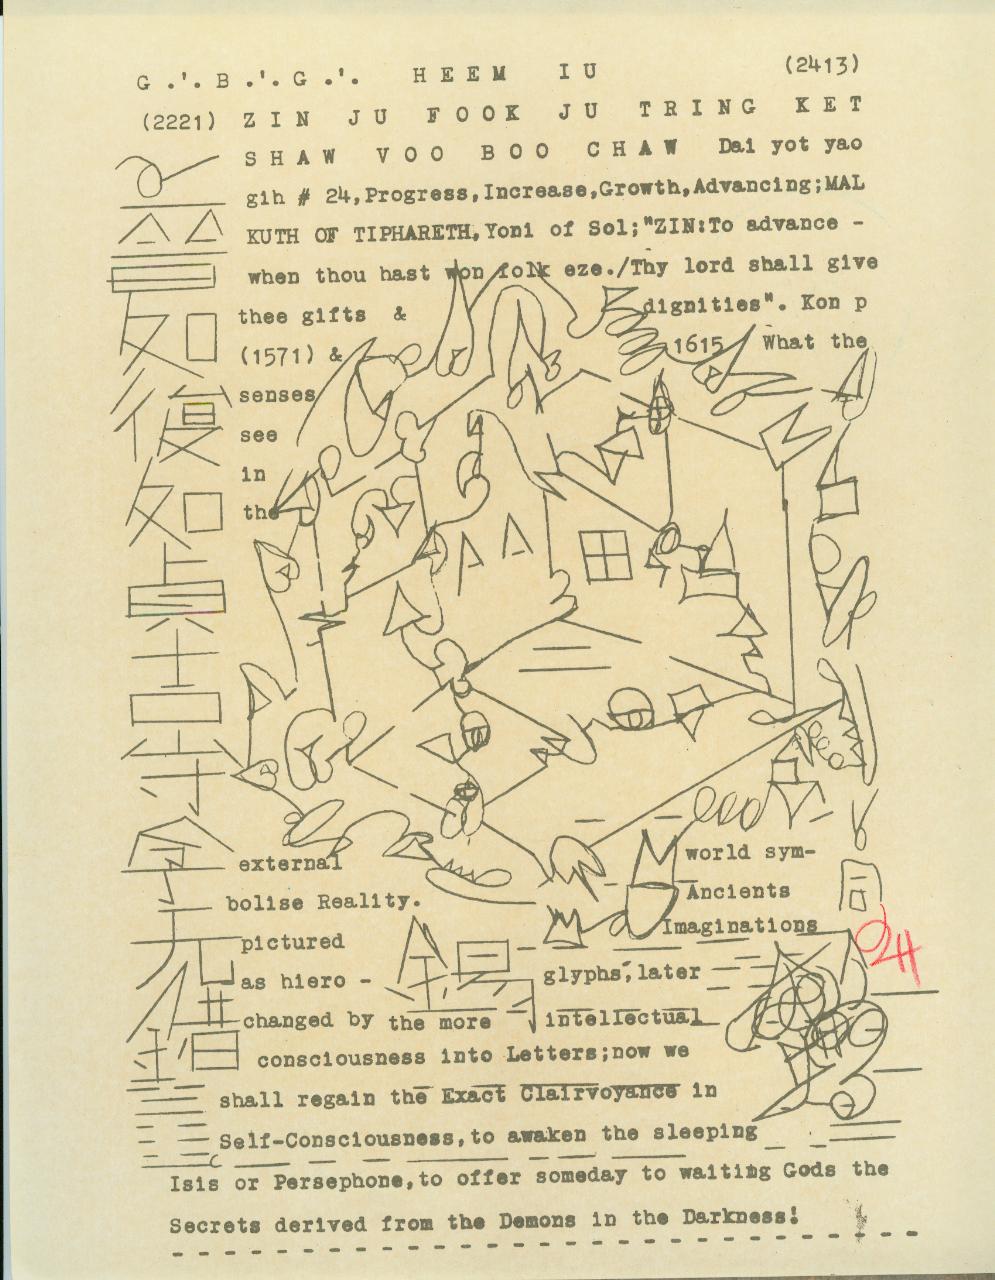 G .'. B .'. G .'. HEEM IU (2413)
(2221) ZIN JU FOOK JU TRING KET
SHAW VOO BOO CHAW Dai yot yao
gih # 24,Progress,Increase,Growth,Advancing;MAL
KUTH OF TIPHARETH,Yoni of Sol;"ZIN:To advance -
when thou hast won folk eze./Thy lord shall give
thee gifts & dignities". Kon p
(1571) & 1615 What the
senses
see
in
the
external world sym-
bolise Reality. Ancients
pictured Imaginations
as hiero - glyphs,later
changed by the more intellectual
consciousness into Letters;now we
shall regain the Exact Clairvoyance in
Self-Consciousness,to awaken the sleeping
Isis or Persephone,to offer someday to waiting Gods the
Secrets derived from the Demons in the Darkness!
24